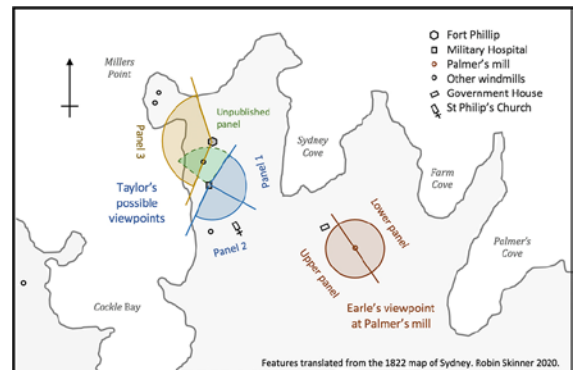 Fort Phillip
Military Hospital
Palmer's mill
Other windmills
Government House
St Philip's Church
Millers
Point
Unpublished
panel
Panel 3
Panel 1
Sydney
Cove
Farm
Cove
Taylor's
possible
viewpoints
Panel 2
Lower panel
Upper panel
Palmer's
Cove
Cockle Bay
Earle's viewpoint
at Palmer's mill
Features translated from the 1822 map of Sydney. Robin Skinner 2020.